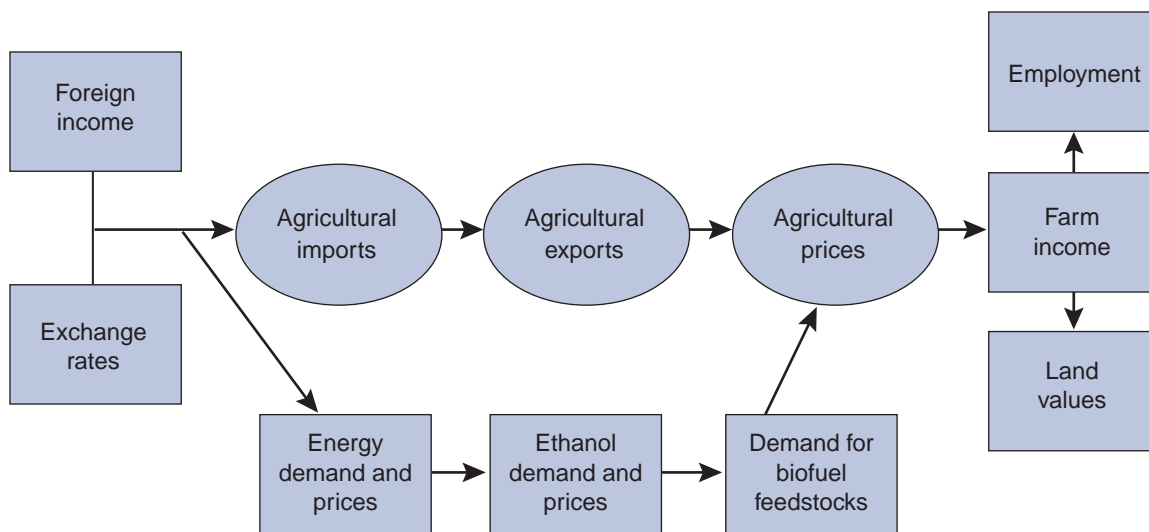 Foreign
income
Exchange
rates
Agricultural
imports
Agricultural
exports
Agricultural
prices
Employment
Farm
income
Land
values
Energy
demand and
prices
Ethanol
demand and
prices
Demand for
biofuel
feedstocks